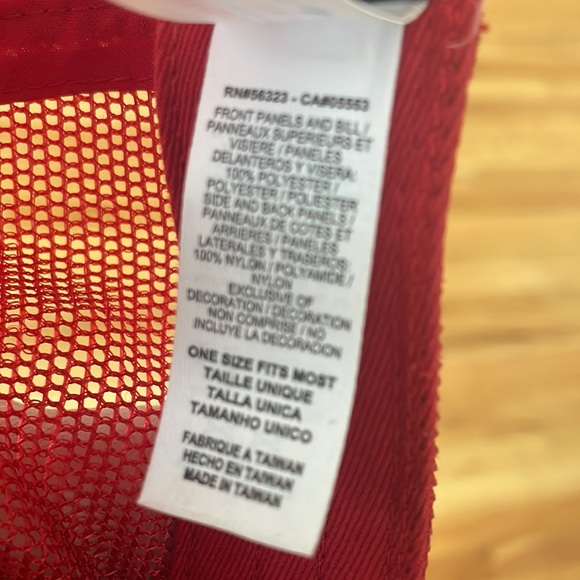 RN#56323 - CA#05553
FRONT PANELS AND BILL /
PANNEAUX SUPERIEURS ET
VISIERE / PANELES
DELANTEROS Y VISERA:
100% POLYESTER /
POLYESTER / POLIESTER
SIDE AND BACK PANELS /
PANNEAUX DE COTES ET
ARRIERES / PANELES
LATERALES Y TRASEROS:
100% NYLON / POLYAMIDE /
NYLON
EXCLUSIVE OF
DECORATION / DECORATION
NON COMPRISE / NO
INCLUYE LA DECORACION
ONE SIZE FITS MOST
TAILLE UNIQUE
TALLA UNICA
TAMANHO UNICO
FABRIQUE A TAIWAN
HECHO EN TAIWAN
MADE IN TAIWAN